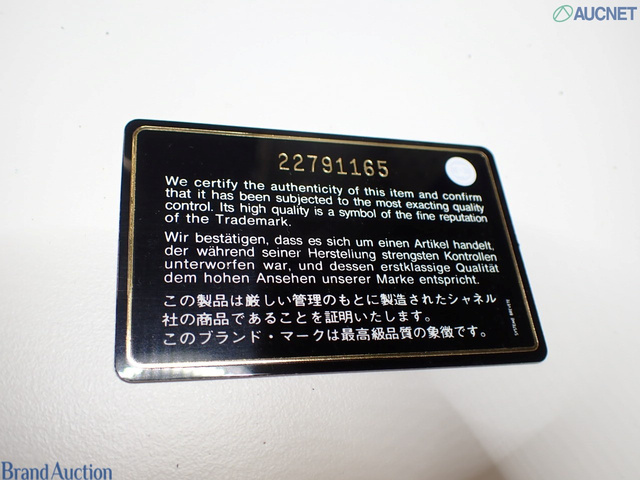 AUCNET
22791165
We certify the authenticity of this item and confirm
that it has been subjected to the most exacting quality
control. Its high quality is a symbol of the fine reputation
of the Trademark.
Wir bestätigen, dass es sich um einen Artikel handelt,
der während seiner Herstellung strengsten Kontrollen
unterworfen war, und dessen erstklassige Qualität
dem hohen Ansehen unserer Marke entspricht.
この製品は厳しい管理のもとに製造されたシャネル
社の商品であることを証明いたします。
このブランド・マークは最高級品質の象徴です。
Brand Auction